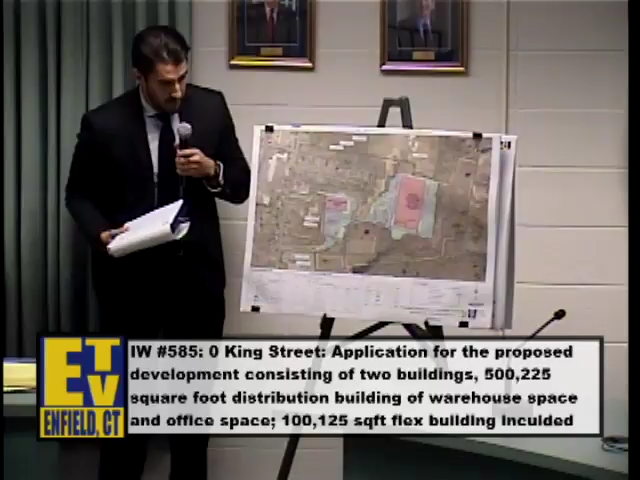 E
T
V
ENFIELD, CT
IW #585: 0 King Street: Application for the proposed
development consisting of two buildings, 500,225
square foot distribution building of warehouse space
and office space; 100,125 sqft flex building inculded